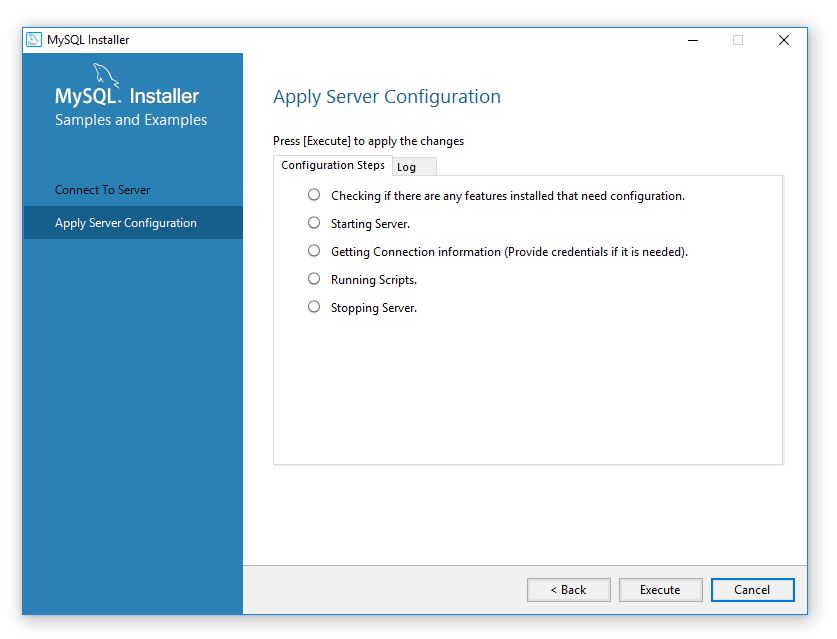 MySQL Installer
MySQL. Installer
Samples and Examples
Connect To Server
Apply Server Configuration
Apply Server Configuration
Press [Execute] to apply the changes
Configuration Steps
Log
Checking if there are any features installed that need configuration.
Starting Server.
Getting Connection information (Provide credentials if it is needed).
Running Scripts.
Stopping Server.
< Back
Execute
Cancel